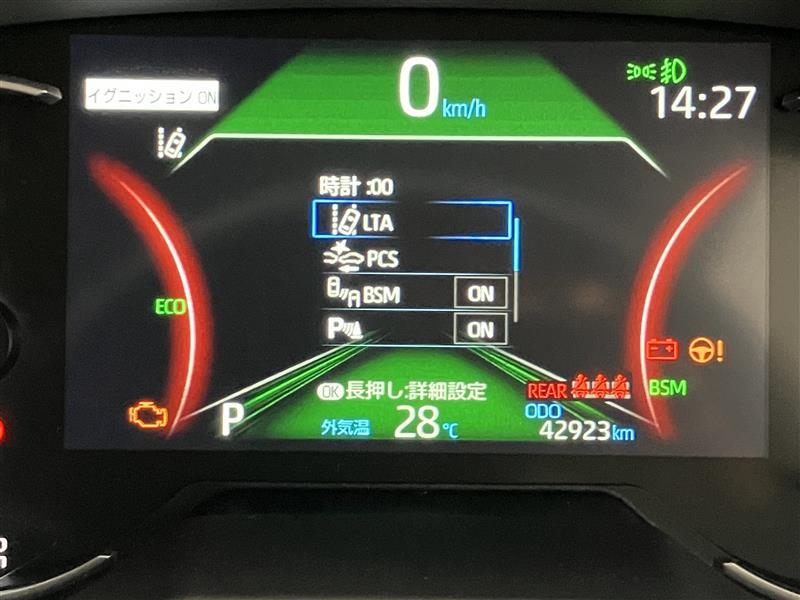 イグニッション ON
0 km/h
14:27
時計 :00
LTA
PCS
BSM ON
P ON
ECO
BSM
OK 長押し:詳細設定
REAR
P
外気温 28 ℃
ODO
42923 km